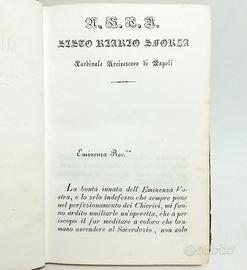 A. S. E. R.
SISTO RIARIO SFORZA
Cardinale Arcivescovo di Napoli
Eminenza Rev.ma
La bontà innata dell'Eminenza Vo-
stra, e lo zelo indefesso che sempre pone
nel perfezionamento dei Chierici, mi fan-
no ardito umiliarle un'operetta, che à per
iscopo il far meditare a coloro che bra-
mano ascendere al Sacerdozio, non solo
subito